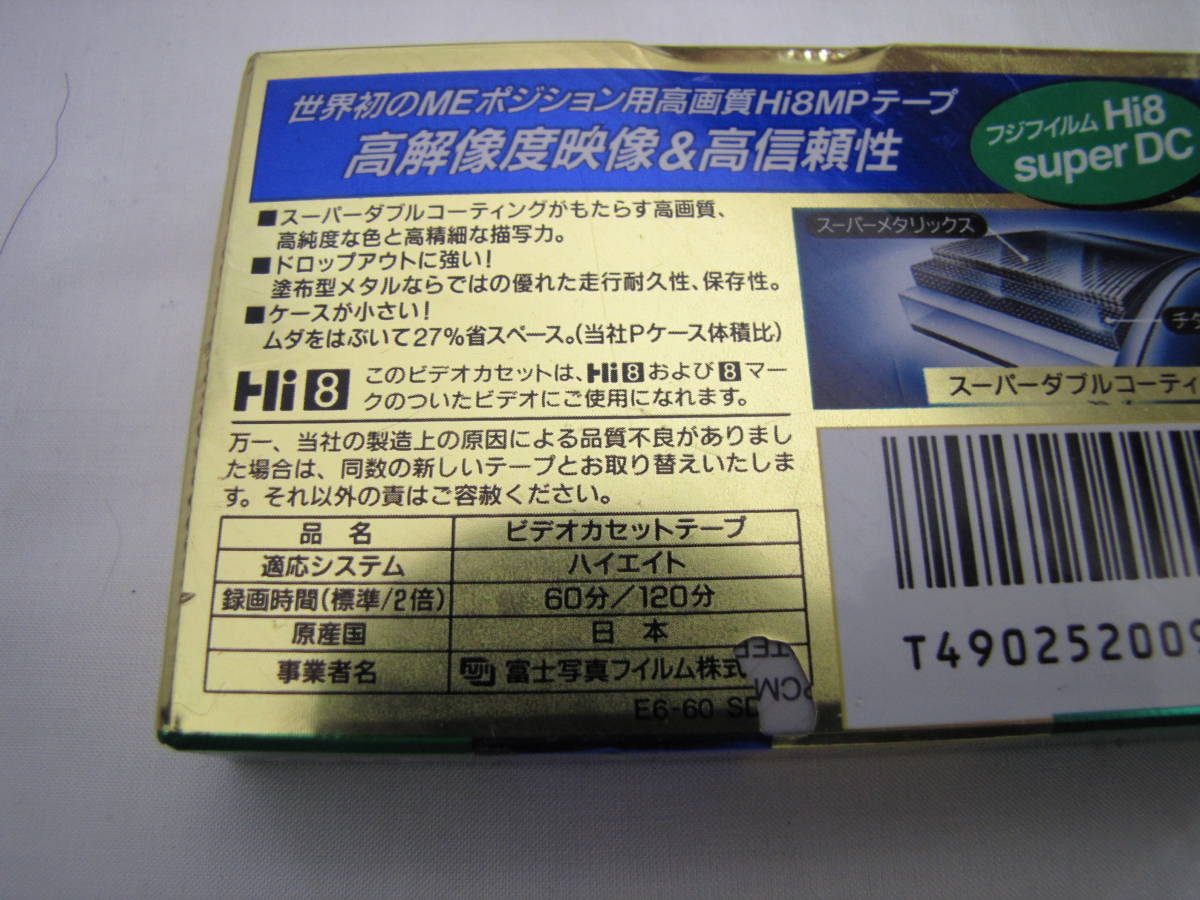 世界初のMEポジション用高画質Hi8MPテープ
高解像度映像&高信頼性
フジフイルム Hi8
super DC
■スーパーダブルコーティングがもたらす高画質、
高純度な色と高精細な描写力。
■ドロップアウトに強い!
塗布型メタルならではの優れた走行耐久性、保存性。
■ケースが小さい!
ムダをはぶいて27%省スペース。(当社Pケース体積比)
スーパーメタリックス
チタ
スーパーダブルコーティ
Hi8 このビデオカセットは、Hi8および8マー
クのついたビデオにご使用になれます。
万一、当社の製造上の原因による品質不良がありまし
た場合は、同数の新しいテープとお取り替えいたしま
す。それ以外の責はご容赦ください。
品名 ビデオカセットテープ
適応システム ハイエイト
録画時間(標準/2倍) 60分/120分
原産国 日本
事業者名 富士写真フイルム株式
E6-60 SD
PCM
T490252009